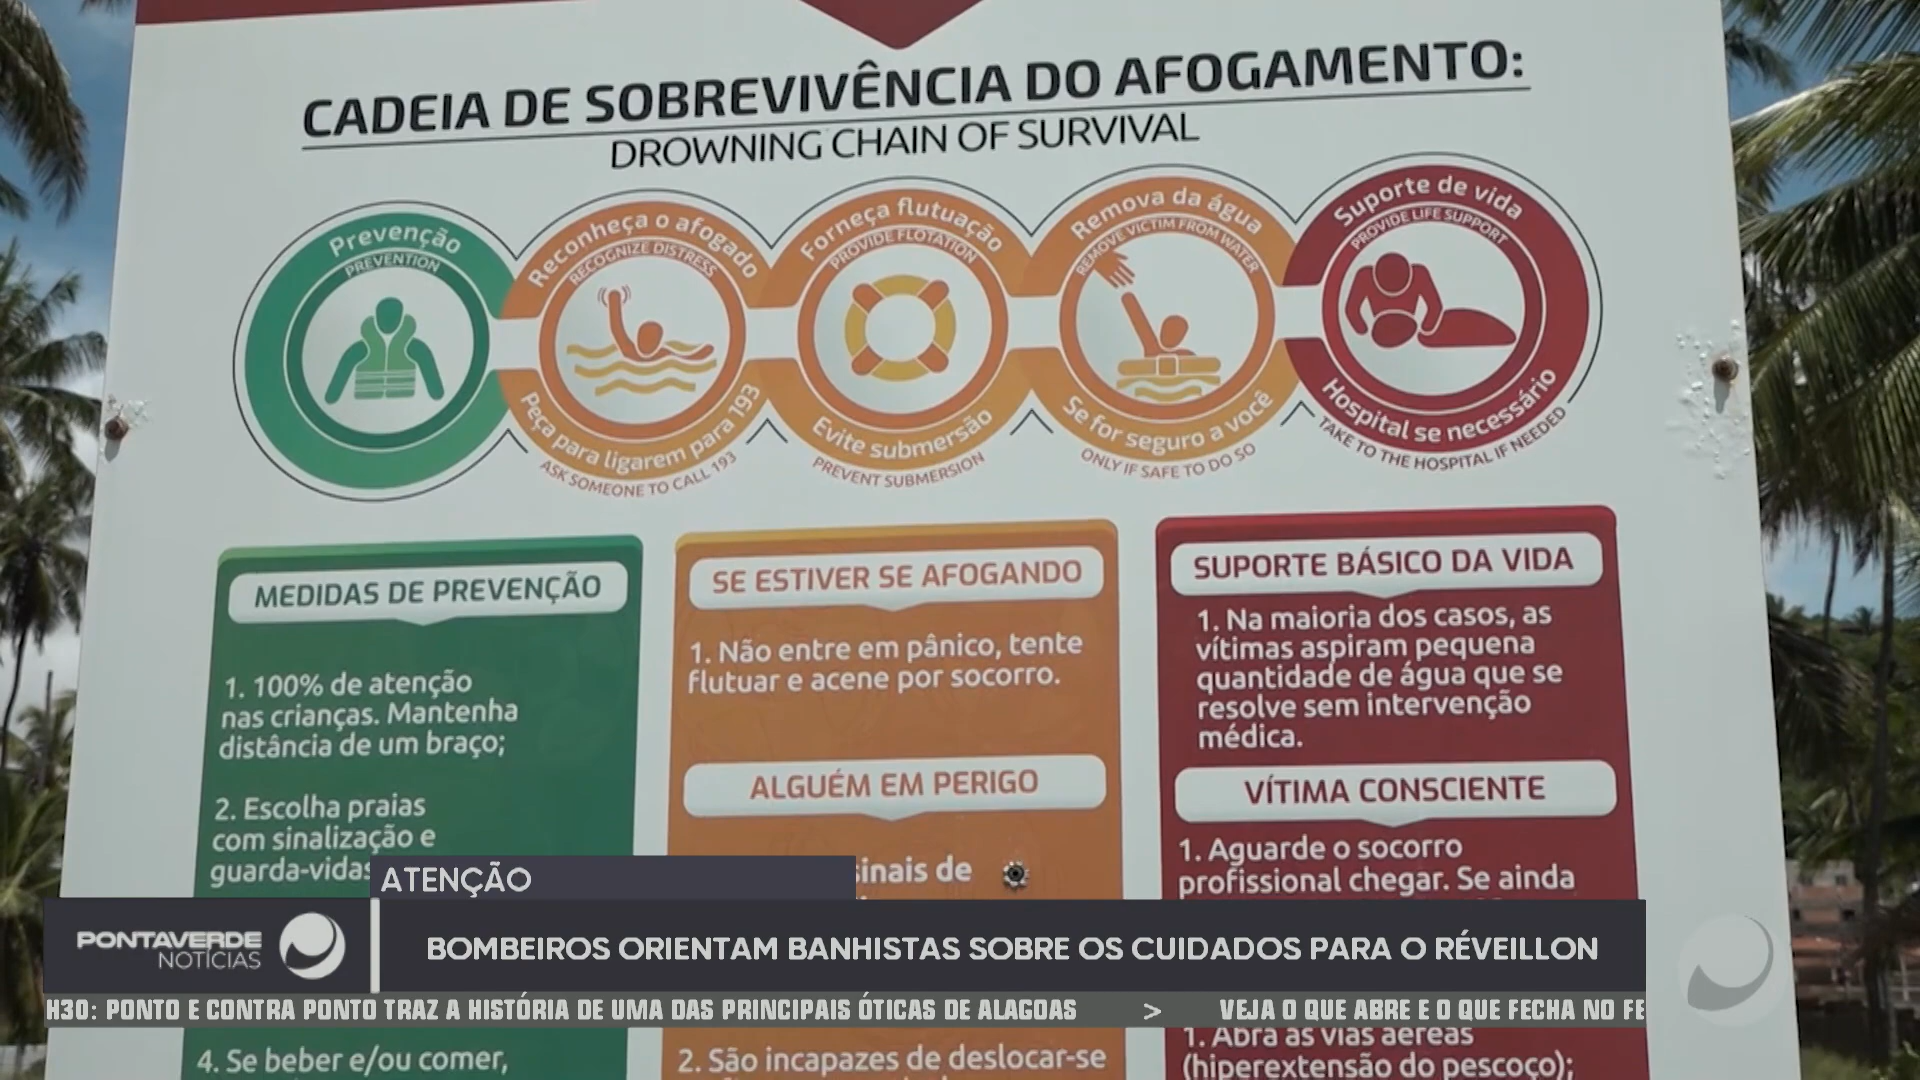 CADEIA DE SOBREVIVÊNCIA DO AFOGAMENTO:
DROWNING CHAIN OF SURVIVAL
Prevenção
PREVENTION
Reconheça o afogado
RECOGNIZE DISTRESS
Peça para ligarem para 193
ASK SOMEONE TO CALL 193
Forneça flutuação
PROVIDE FLOTATION
Evite submersão
PREVENT SUBMERSION
Remova da água
REMOVE VICTIM FROM WATER
Se for seguro a você
ONLY IF SAFE TO DO SO
Suporte de vida
PROVIDE LIFE SUPPORT
Hospital se necessário
TAKE TO THE HOSPITAL IF NEEDED
MEDIDAS DE PREVENÇÃO
1. 100% de atenção
nas crianças. Mantenha
distância de um braço;
2. Escolha praias
com sinalização e
guarda-vidas
4. Se beber e/ou comer,
SE ESTIVER SE AFOGANDO
1. Não entre em pânico, tente
flutuar e acene por socorro.
ALGUÉM EM PERIGO
sinais de
2. São incapazes de deslocar-se
SUPORTE BÁSICO DA VIDA
1. Na maioria dos casos, as
vítimas aspiram pequena
quantidade de água que se
resolve sem intervenção
médica.
VÍTIMA CONSCIENTE
1. Aguarde o socorro
profissional chegar. Se ainda
1. Abra as vias aéreas
(hiperextensão do pescoço);
ATENÇÃO
PONTAVERDE
NOTÍCIAS
BOMBEIROS ORIENTAM BANHISTAS SOBRE OS CUIDADOS PARA O RÉVEILLON
H30: PONTO E CONTRA PONTO TRAZ A HISTÓRIA DE UMA DAS PRINCIPAIS ÓTICAS DE ALAGOAS > VEJA O QUE ABRE E O QUE FECHA NO FE